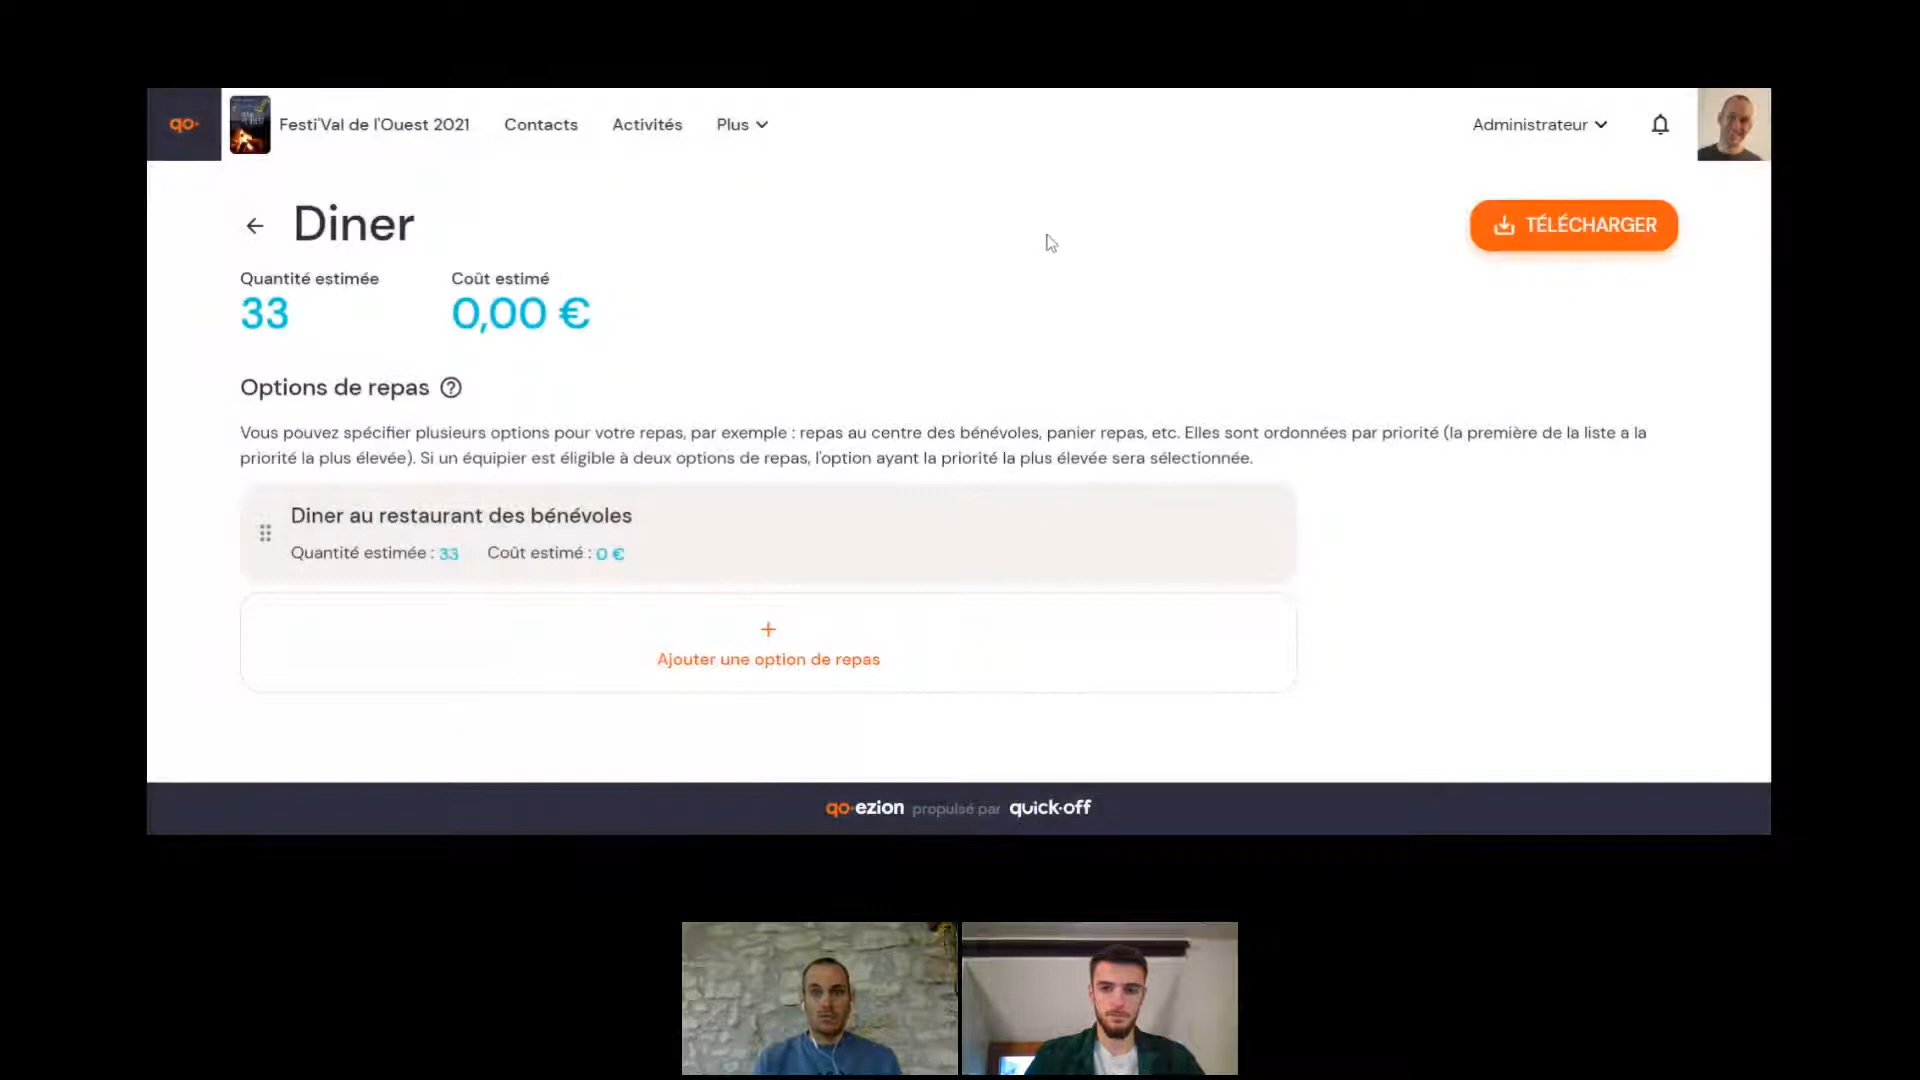 qo·
Festi'Val de l'Ouest 2021
Contacts
Activités
Plus
Administrateur
Diner
TÉLÉCHARGER
Quantité estimée
Coût estimé
33
0,00 €
Options de repas ?
Vous pouvez spécifier plusieurs options pour votre repas, par exemple : repas au centre des bénévoles, panier repas, etc. Elles sont ordonnées par priorité (la première de la liste a la
priorité la plus élevée). Si un équipier est éligible à deux options de repas, l'option ayant la priorité la plus élevée sera sélectionnée.
Diner au restaurant des bénévoles
Quantité estimée : 33 Coût estimé : 0 €
+
Ajouter une option de repas
qo·ezion propulsé par quick·off